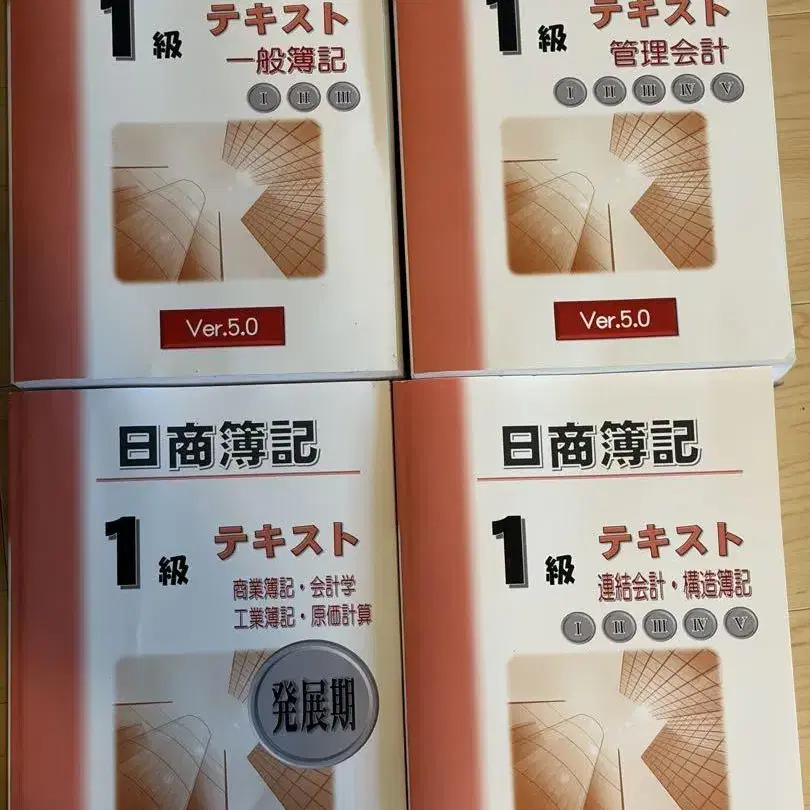 1級 テキスト
一般簿記
I II III
Ver.5.0
1級 テキスト
管理会計
I II III IV V
Ver.5.0
日商簿記
1級 テキスト
商業簿記・会計学
工業簿記・原価計算
発展期
日商簿記
1級 テキスト
連結会計・構造簿記
I II III IV V